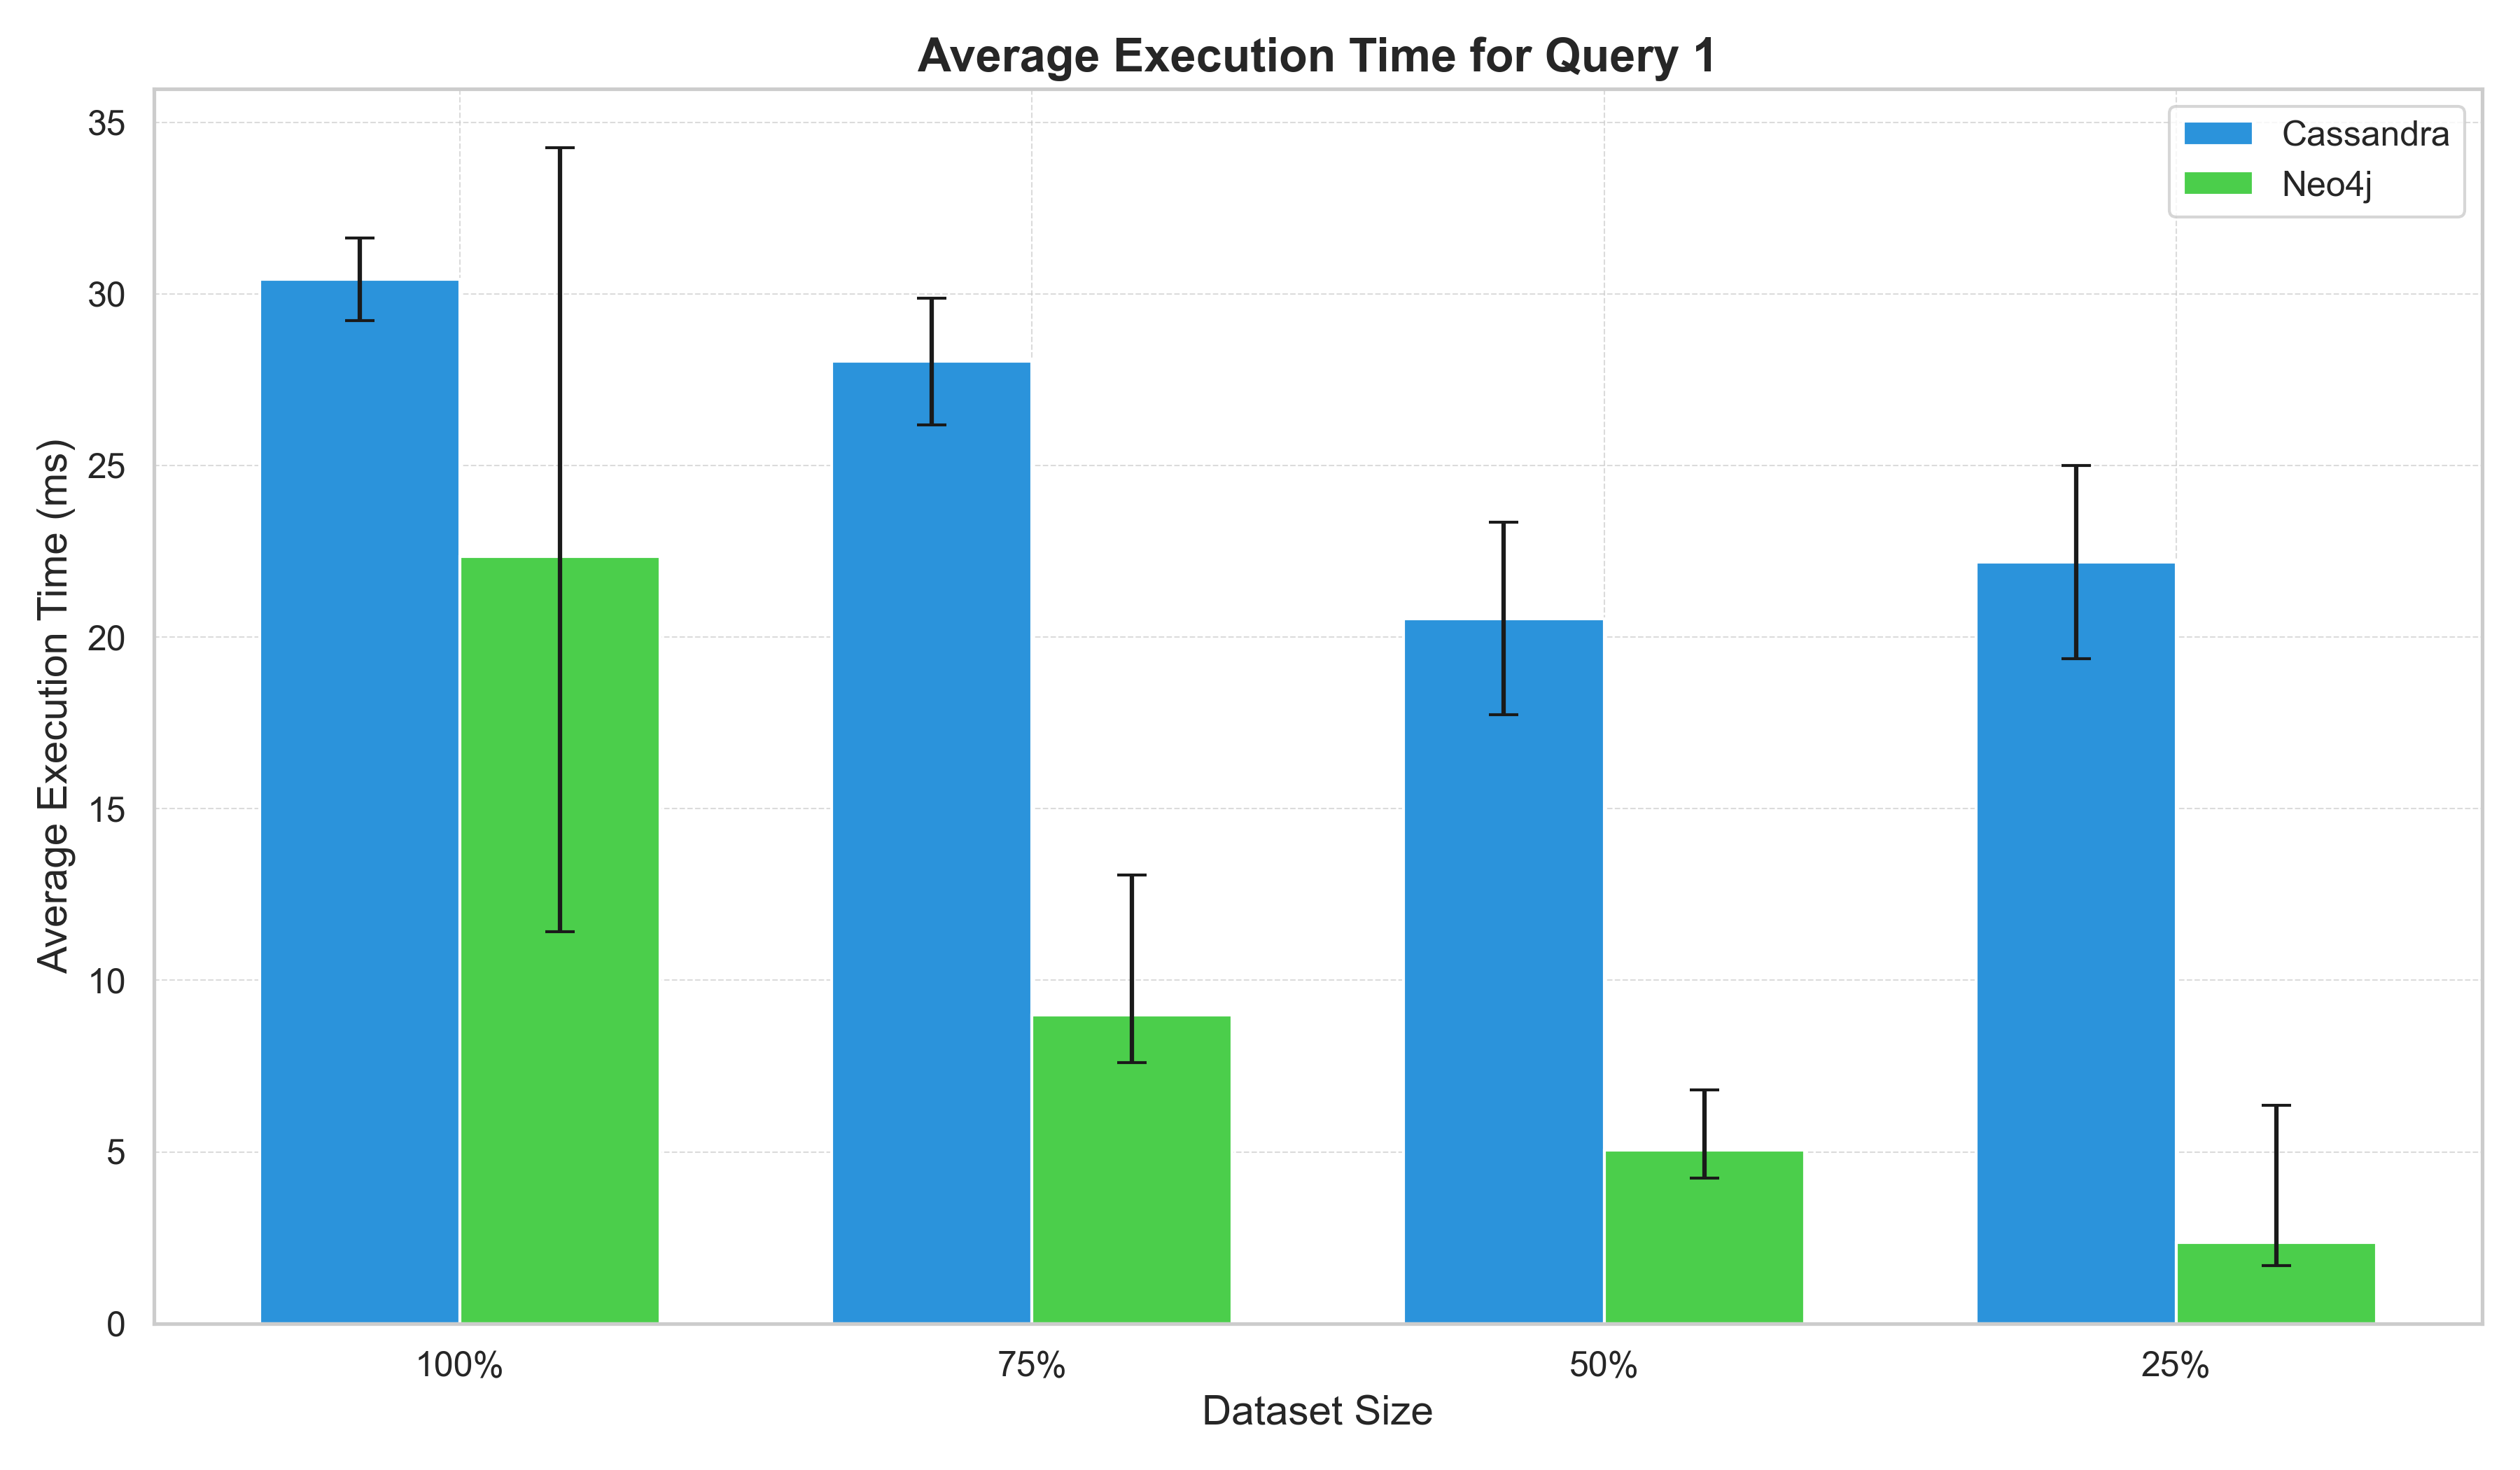 Average Execution Time for Query 1
Cassandra
Neo4j
Average Execution Time (ms)
35
30
25
20
15
10
5
0
100%
75%
50%
25%
Dataset Size